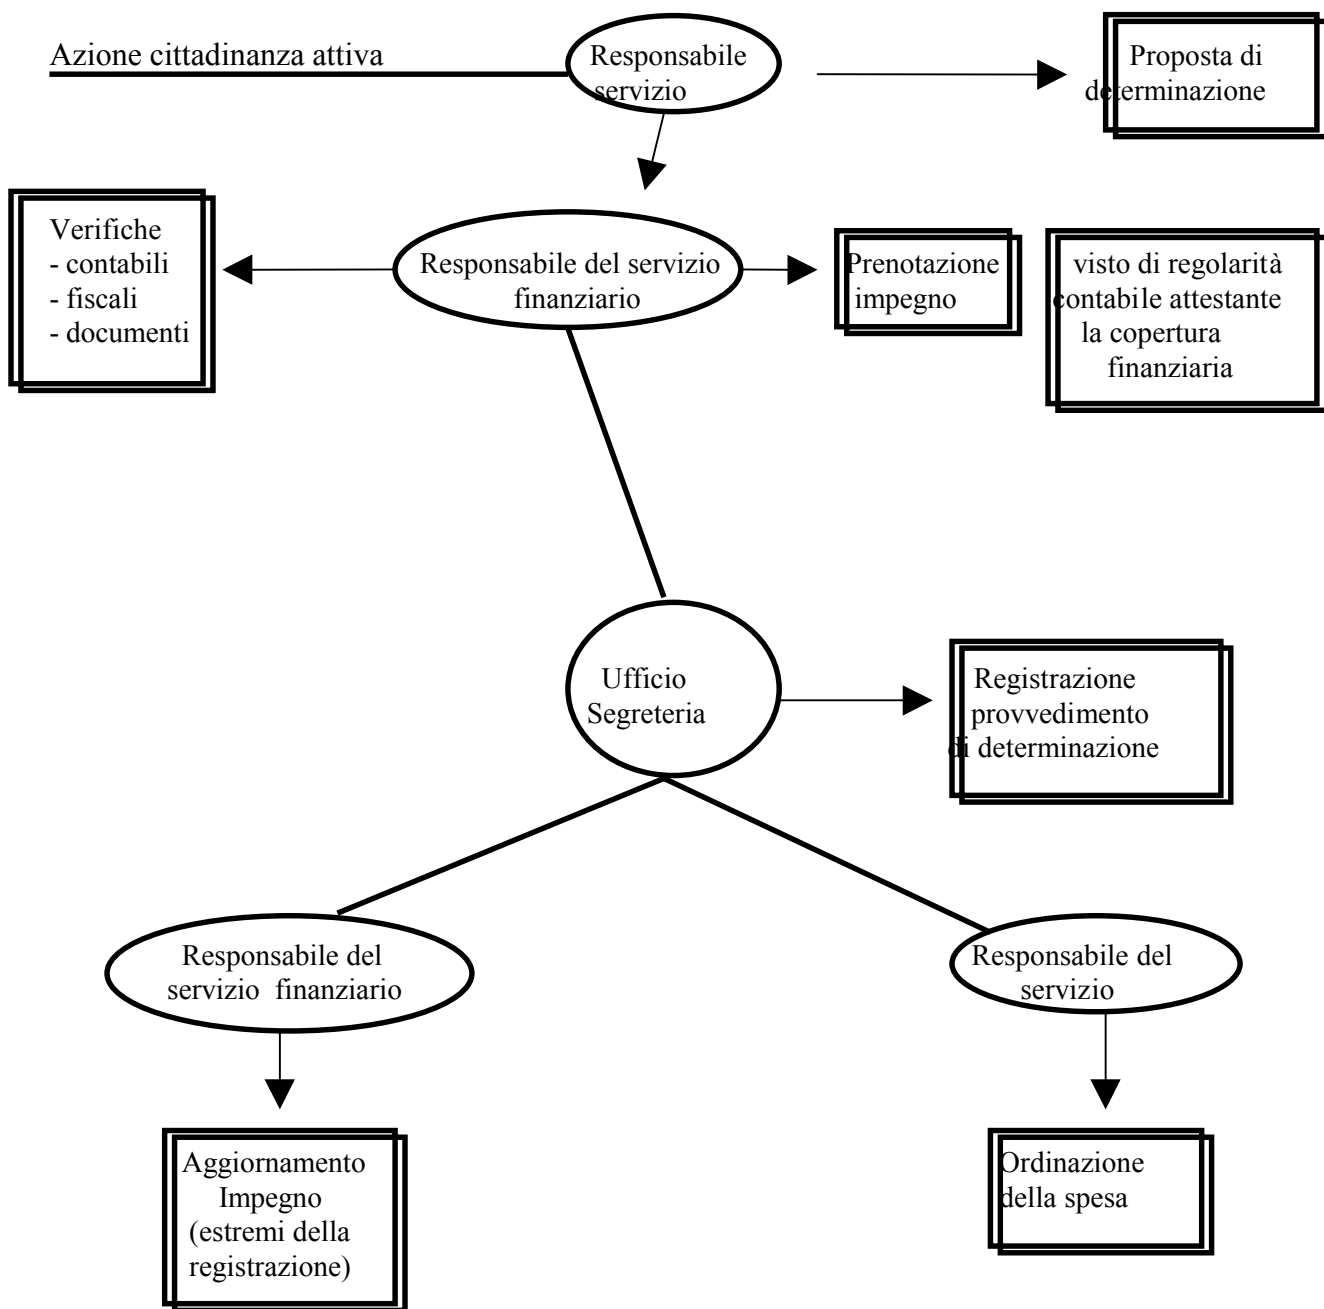 Azione cittadinanza attiva
Responsabile
servizio
Proposta di
determinazione
Verifiche
- contabili
- fiscali
- documenti
Responsabile del servizio
finanziario
Prenotazione
impegno
visto di regolarità
contabile attestante
la copertura
finanziaria
Ufficio
Segreteria
Registrazione
provvedimento
di determinazione
Responsabile del
servizio finanziario
Responsabile del
servizio
Aggiornamento
Impegno
(estremi della
registrazione)
Ordinazione
della spesa